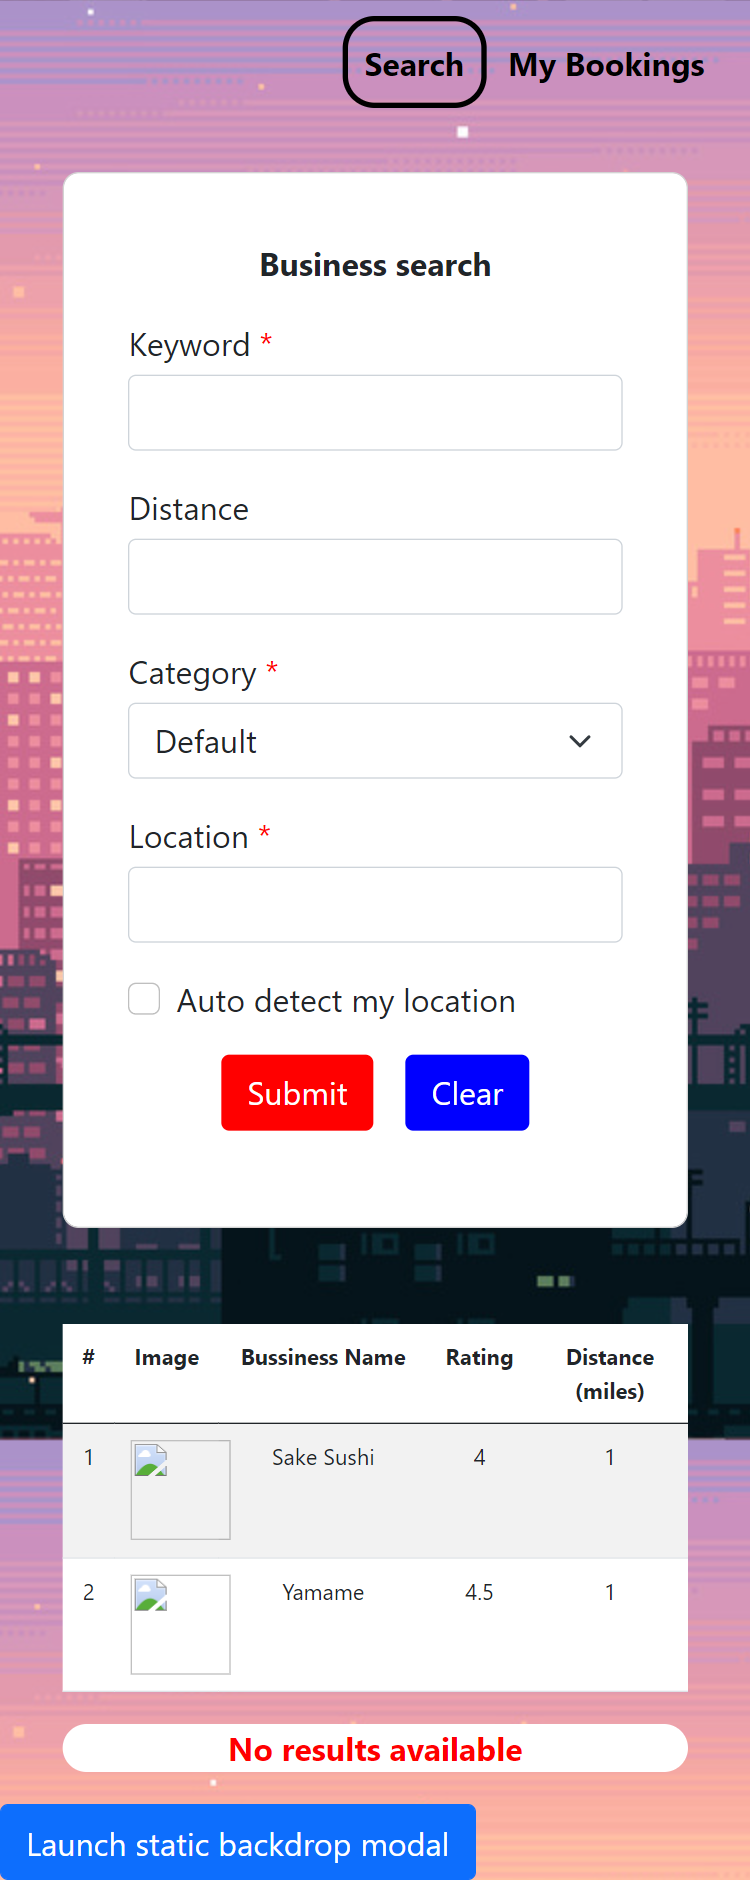 Search My Bookings
Business search
Keyword *
Distance
Category *
Default
Location *
Auto detect my location
Submit Clear
# Image Bussiness Name Rating Distance
(miles)
1 Sake Sushi 4 1
2 Yamame 4.5 1
No results available
Launch static backdrop modal